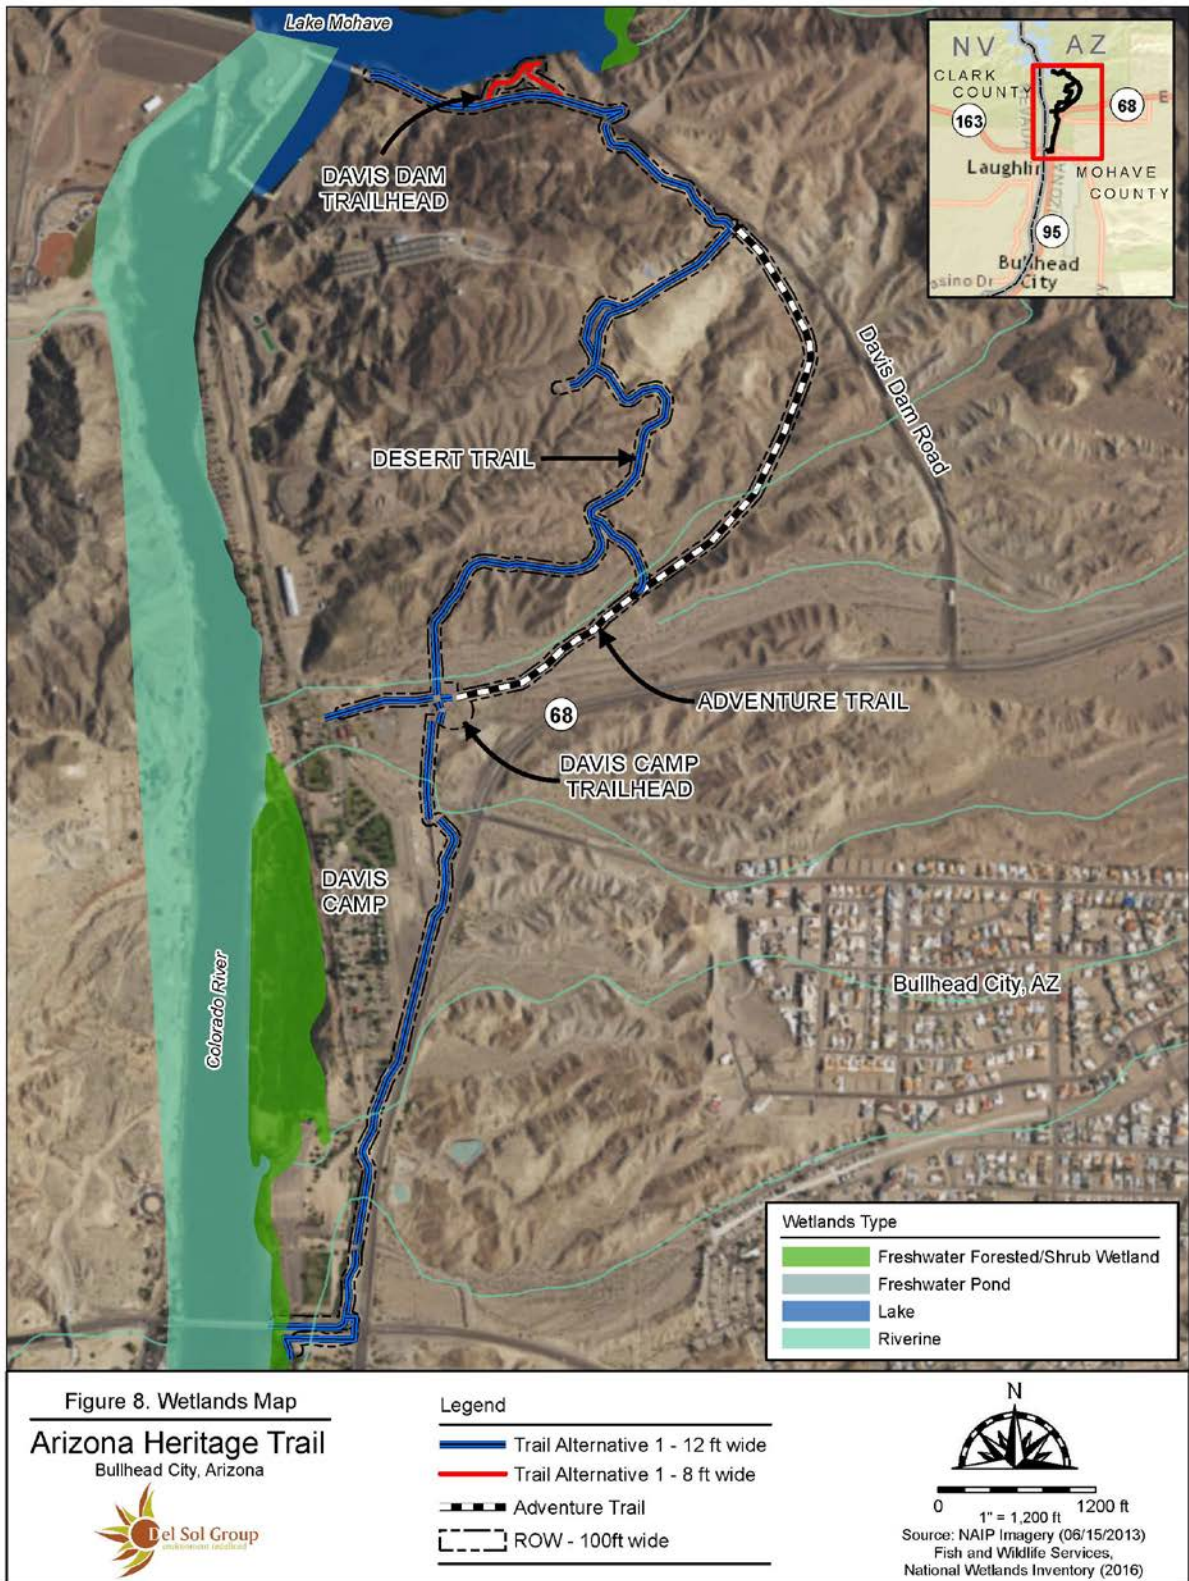 Lake Mohave
NV AZ
CLARK
COUNTY
NEVADA
163
68
E
Laughlin
MOHAVE
COUNTY
95
Bullhead
City
sino Dr
DAVIS DAM
TRAILHEAD
Davis Dam Road
DESERT TRAIL
ADVENTURE TRAIL
68
DAVIS CAMP
TRAILHEAD
DAVIS
CAMP
Bullhead City, AZ
Colorado River
Wetlands Type
Freshwater Forested/Shrub Wetland
Freshwater Pond
Lake
Riverine
Figure 8. Wetlands Map
Arizona Heritage Trail
Bullhead City, Arizona
Del Sol Group
Legend
Trail Alternative 1 - 12 ft wide
Trail Alternative 1 - 8 ft wide
Adventure Trail
ROW - 100ft wide
N
0 1200 ft
1" = 1,200 ft
Source: NAIP Imagery (06/15/2013)
Fish and Wildlife Services,
National Wetlands Inventory (2016)